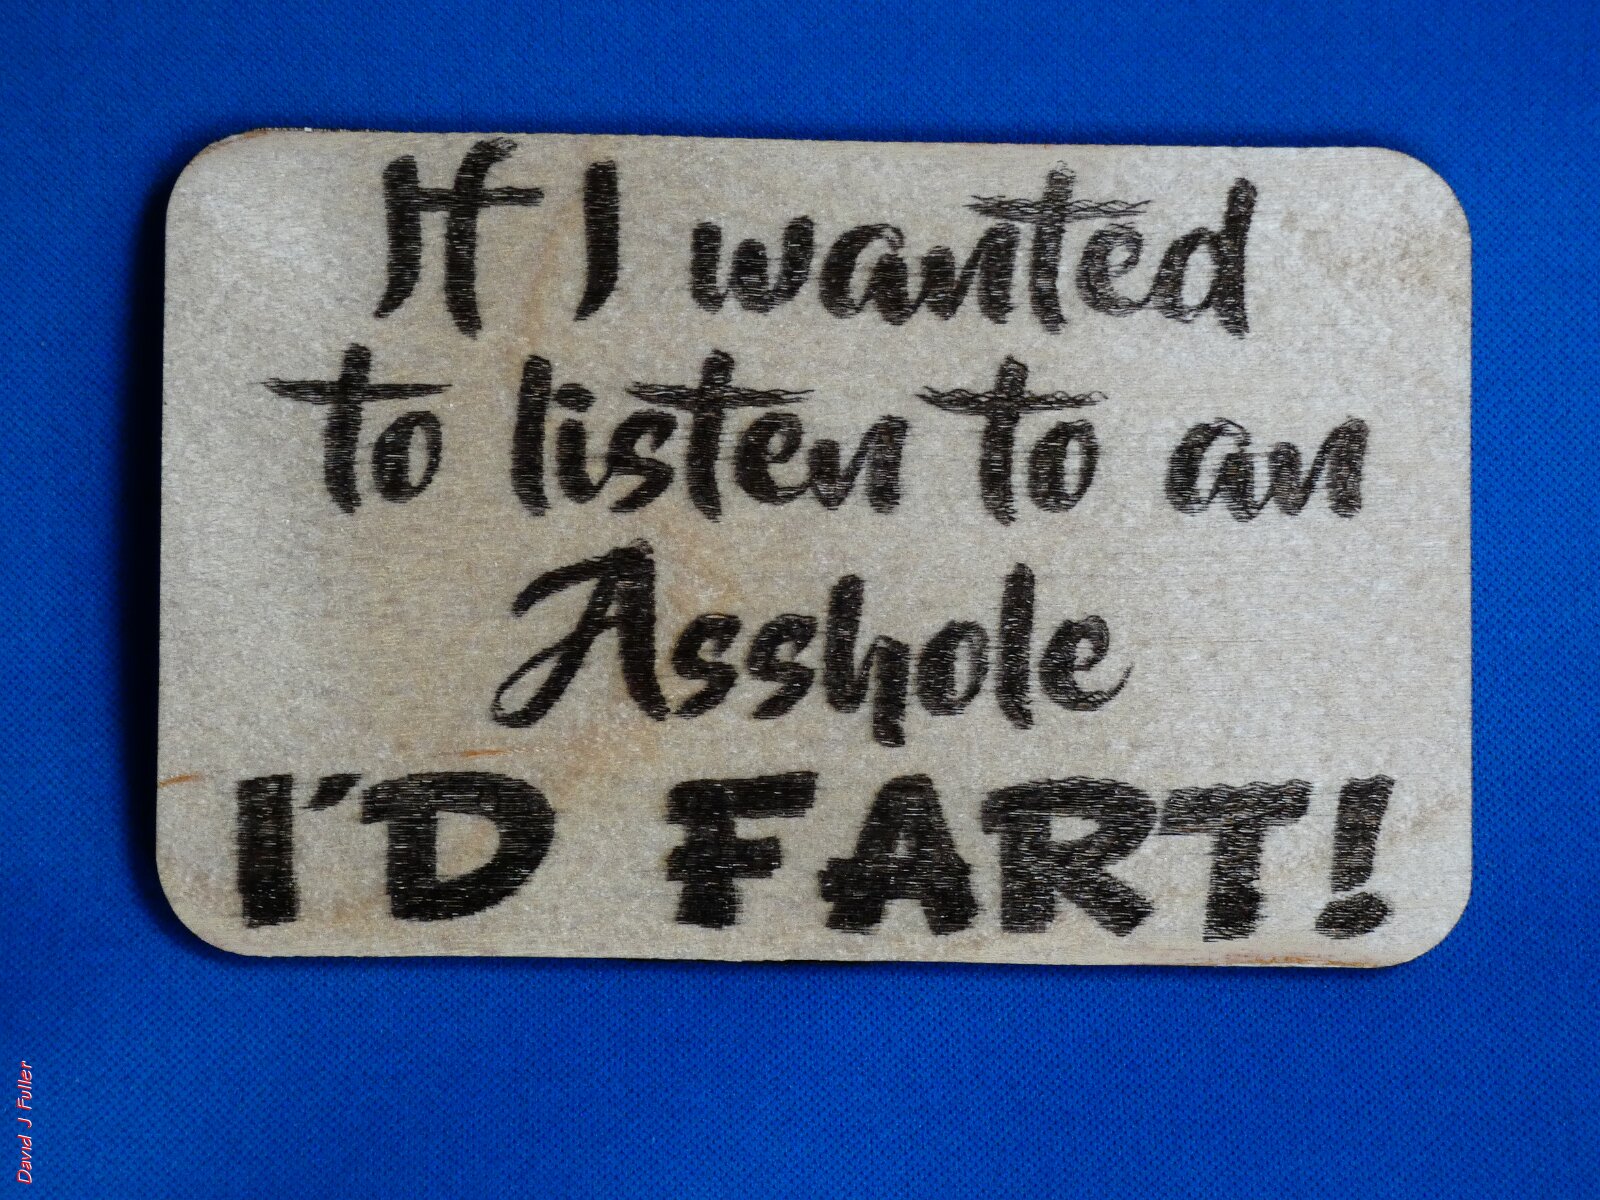 If I wanted
to listen to an
Asshole
I'D FART!
David J Fuller